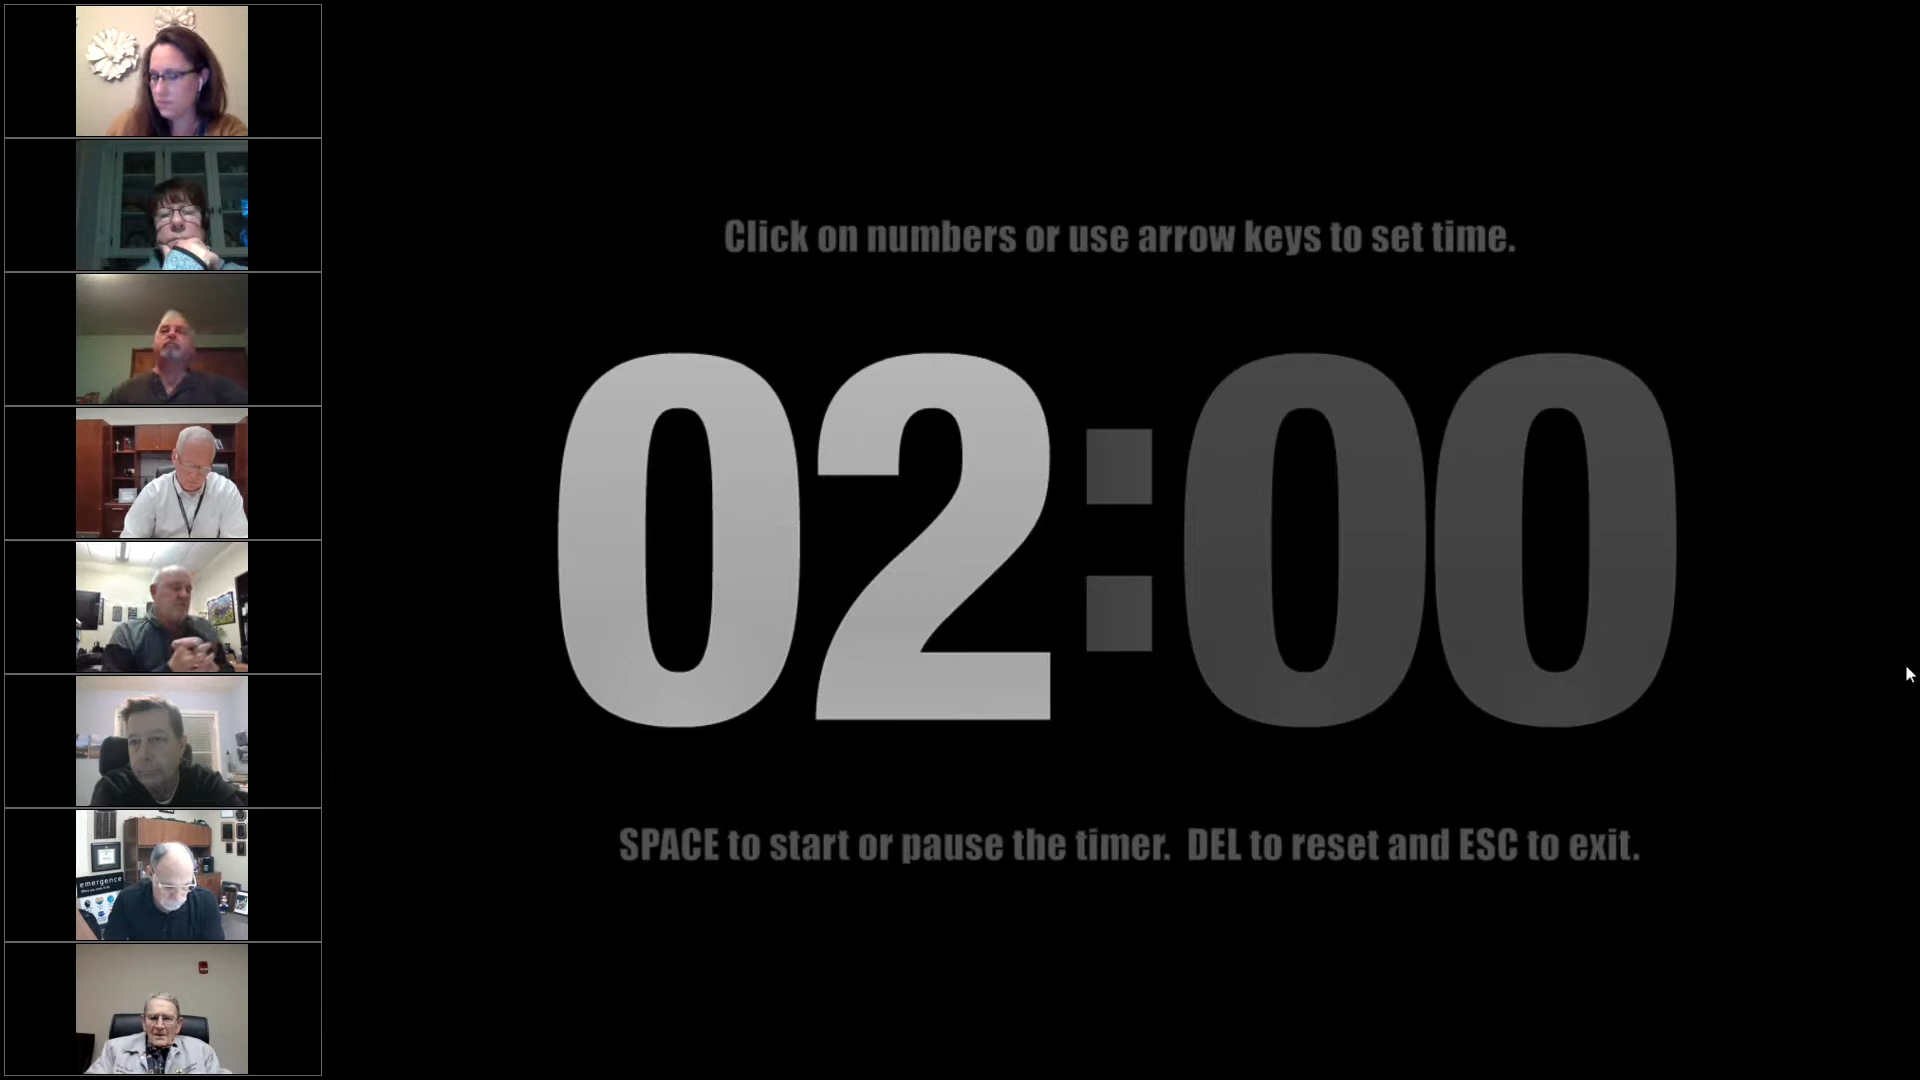 Click on numbers or use arrow keys to set time.
02:00
SPACE to start or pause the timer. DEL to reset and ESC to exit.
emergence